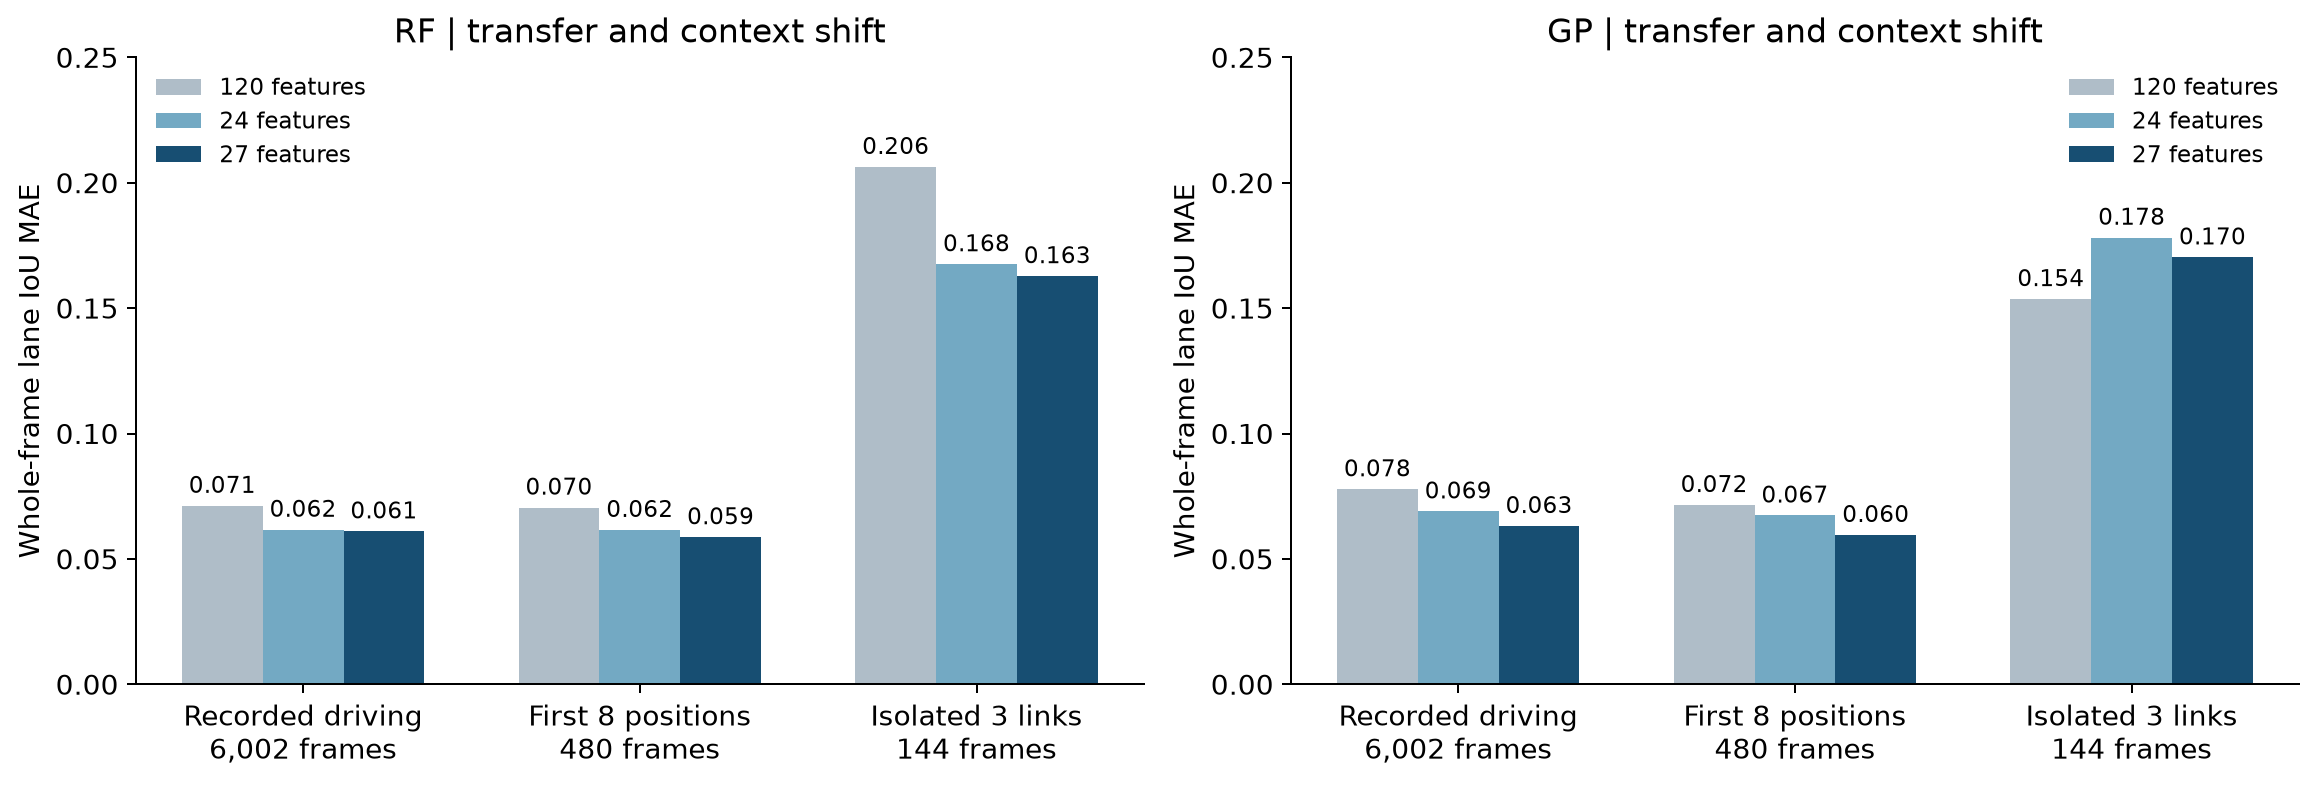 RF | transfer and context shift
Whole-frame lane IoU MAE
0.25
0.20
0.15
0.10
0.05
0.00
120 features
24 features
27 features
0.071
0.062
0.061
0.070
0.062
0.059
0.206
0.168
0.163
Recorded driving
6,002 frames
First 8 positions
480 frames
Isolated 3 links
144 frames
GP | transfer and context shift
Whole-frame lane IoU MAE
0.25
0.20
0.15
0.10
0.05
0.00
120 features
24 features
27 features
0.078
0.069
0.063
0.072
0.067
0.060
0.154
0.178
0.170
Recorded driving
6,002 frames
First 8 positions
480 frames
Isolated 3 links
144 frames